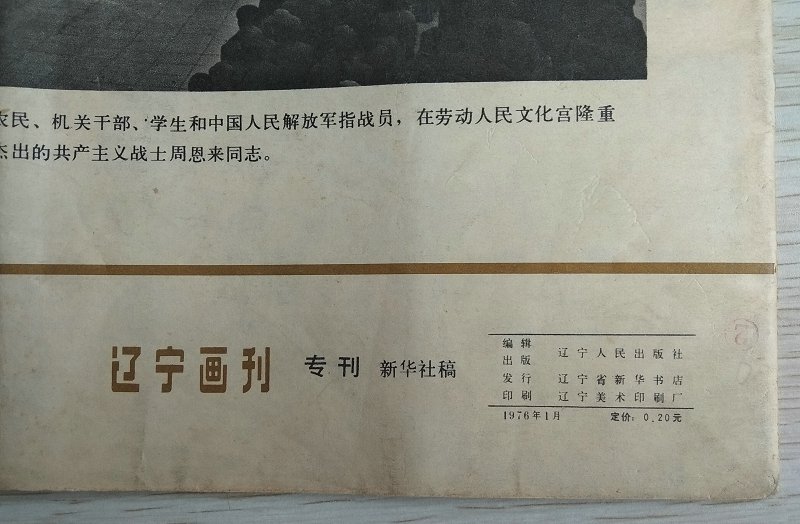 农民、机关干部、学生和中国人民解放军指战员，在劳动人民文化宫隆重
杰出的共产主义战士周恩来同志。
辽宁画刊 专刊 新华社稿
编辑
出版 辽宁人民出版社
发行 辽宁省新华书店
印刷 辽宁美术印刷厂
1976年1月 定价：0.20元